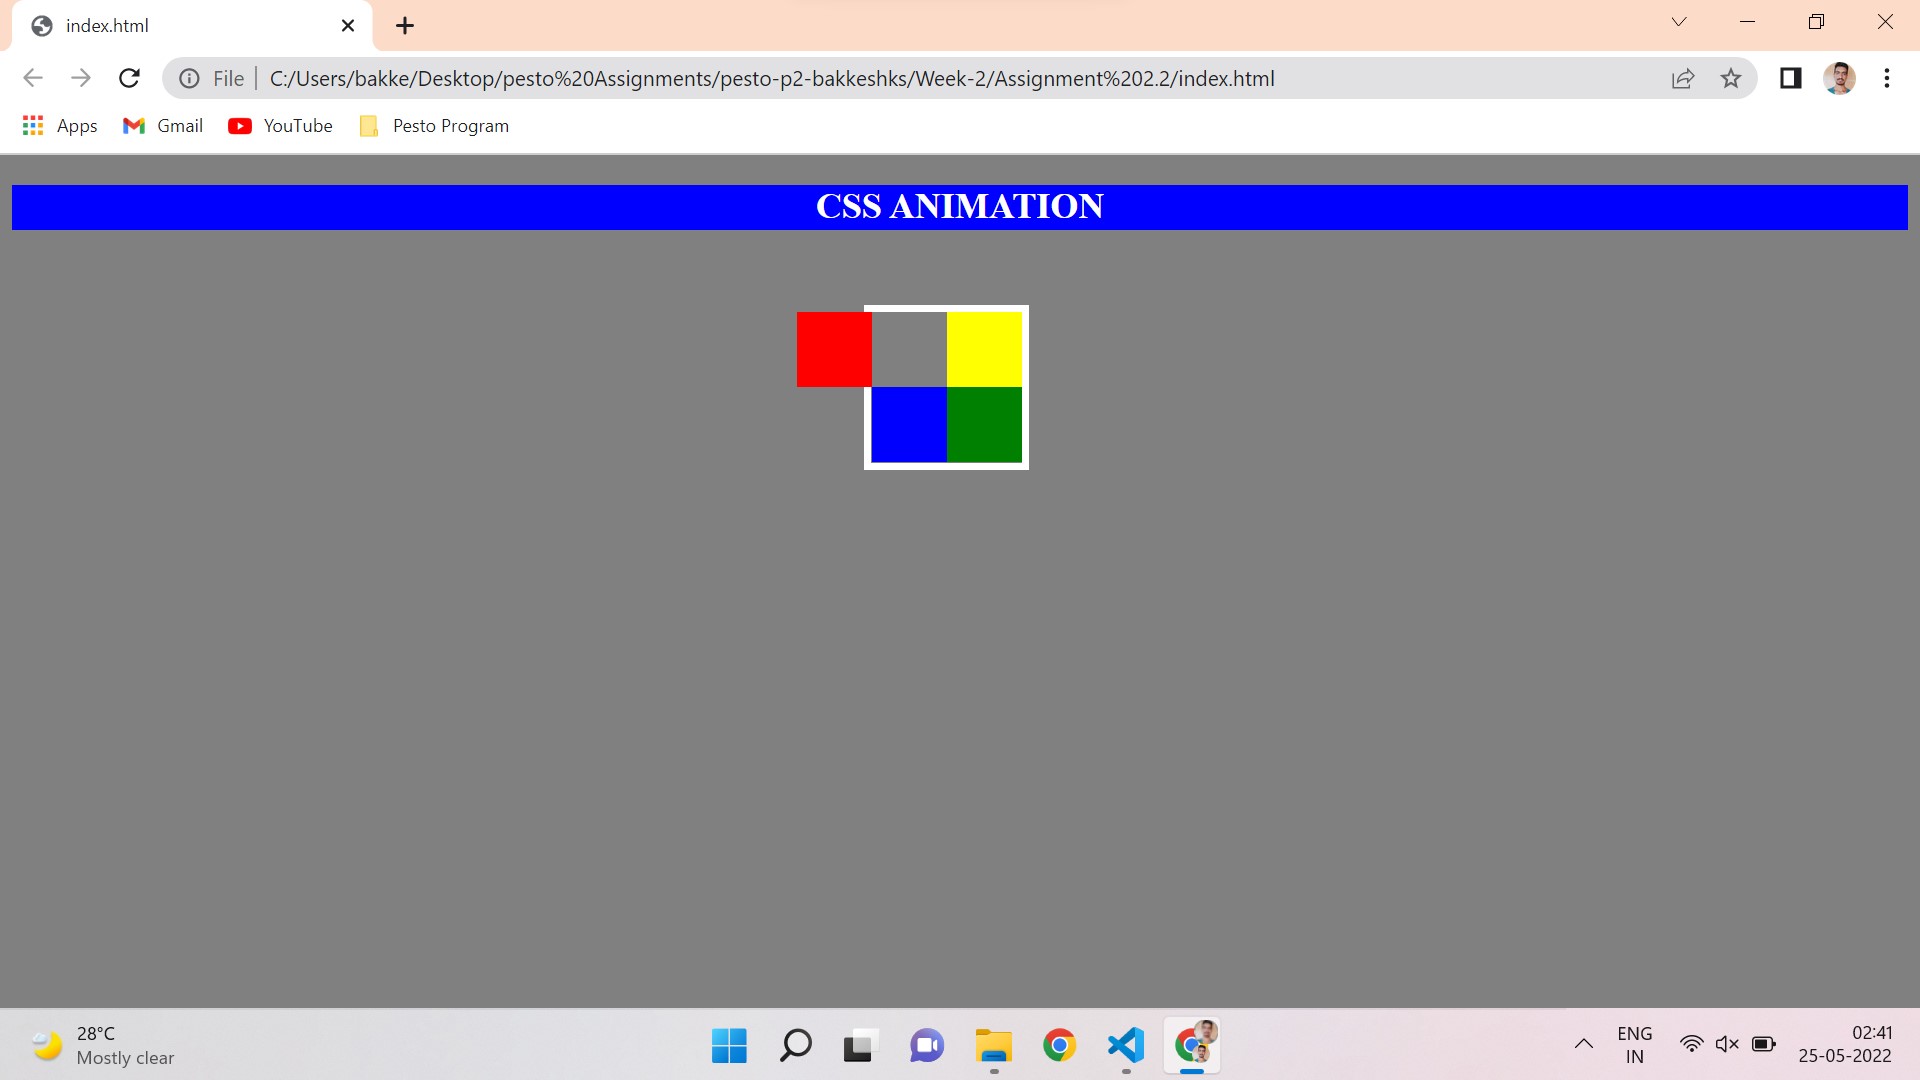 index.html
File C:/Users/bakke/Desktop/pesto%20Assignments/pesto-p2-bakkeshks/Week-2/Assignment%202.2/index.html
Apps Gmail YouTube Pesto Program
CSS ANIMATION
28°C
Mostly clear
ENG
IN
02:41
25-05-2022